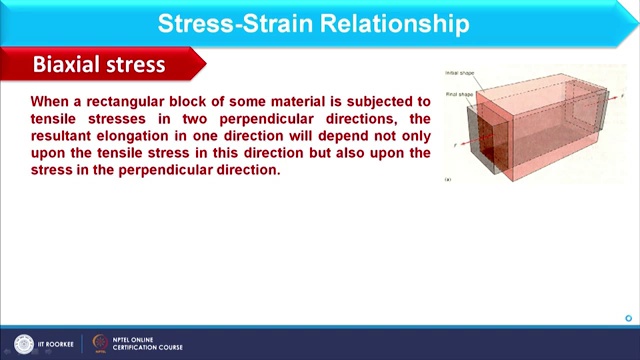 Stress-Strain Relationship
Biaxial stress
When a rectangular block of some material is subjected to
tensile stresses in two perpendicular directions, the
resultant elongation in one direction will depend not only
upon the tensile stress in this direction but also upon the
stress in the perpendicular direction.
Initial shape
Final shape
F
F
(a)
IIT ROORKEE
NPTEL ONLINE
CERTIFICATION COURSE